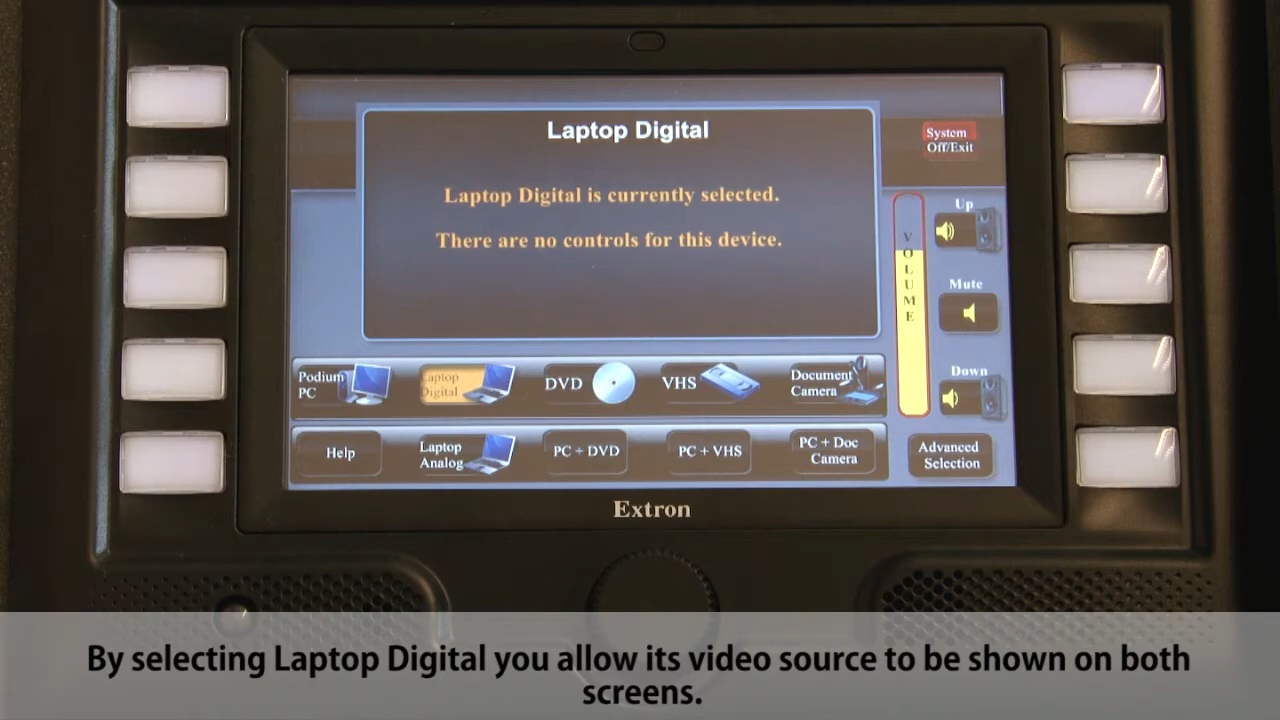 Laptop Digital
Laptop Digital is currently selected.
There are no controls for this device.
System
Off/Exit
Up
VOLUME
Mute
Down
Podium
PC
Laptop
Digital
DVD
VHS
Document
Camera
Help
Laptop
Analog
PC + DVD
PC + VHS
PC + Doc
Camera
Advanced
Selection
Extron
By selecting Laptop Digital you allow its video source to be shown on both
screens.